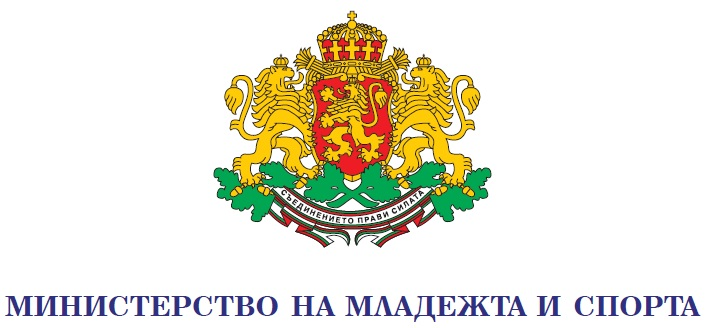 СЪЕДИНЕНИЕТО ПРАВИ СИЛАТА
МИНИСТЕРСТВО НА МЛАДЕЖТА И СПОРТА